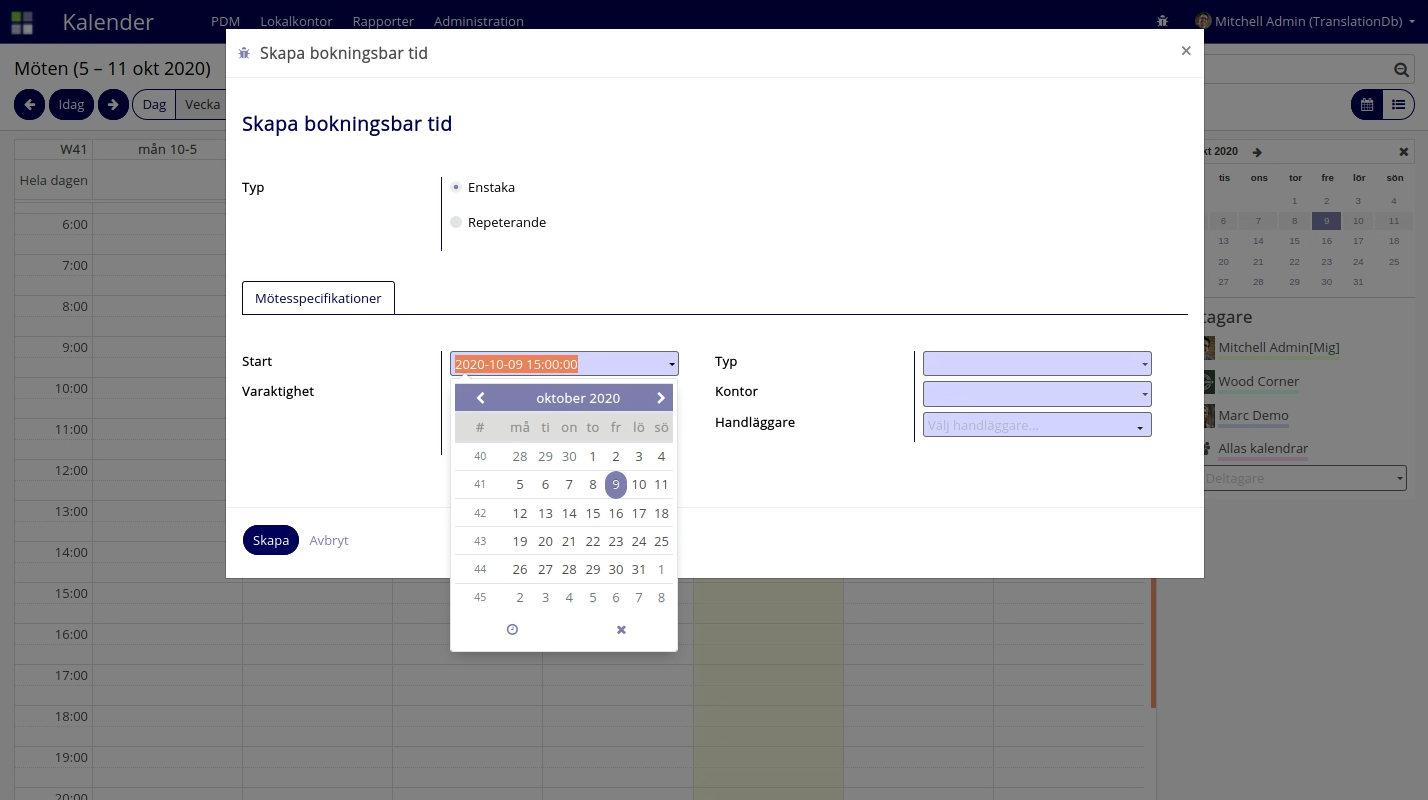 Kalender PDM Lokalkontor Rapporter Administration Mitchell Admin (TranslationDb)
Möten (5 – 11 okt 2020)
Idag Dag Vecka
W41 mån 10-5
Hela dagen
6:00
7:00
8:00
9:00
10:00
11:00
12:00
13:00
14:00
15:00
16:00
17:00
18:00
19:00
20:00
Skapa bokningsbar tid ×
Skapa bokningsbar tid
Typ
Enstaka
Repeterande
Mötesspecifikationer
Start 2020-10-09 15:00:00
Varaktighet
oktober 2020
# må ti on to fr lö sö
40 28 29 30 1 2 3 4
41 5 6 7 8 9 10 11
42 12 13 14 15 16 17 18
43 19 20 21 22 23 24 25
44 26 27 28 29 30 31 1
45 2 3 4 5 6 7 8
Typ
Kontor
Handläggare Välj handläggare...
Skapa Avbryt
kt 2020
tis ons tor fre lör sön
1 2 3 4
6 7 8 9 10 11
13 14 15 16 17 18
20 21 22 23 24 25
27 28 29 30 31
tagare
Mitchell Admin[Mig]
Wood Corner
Marc Demo
Allas kalendrar
Deltagare